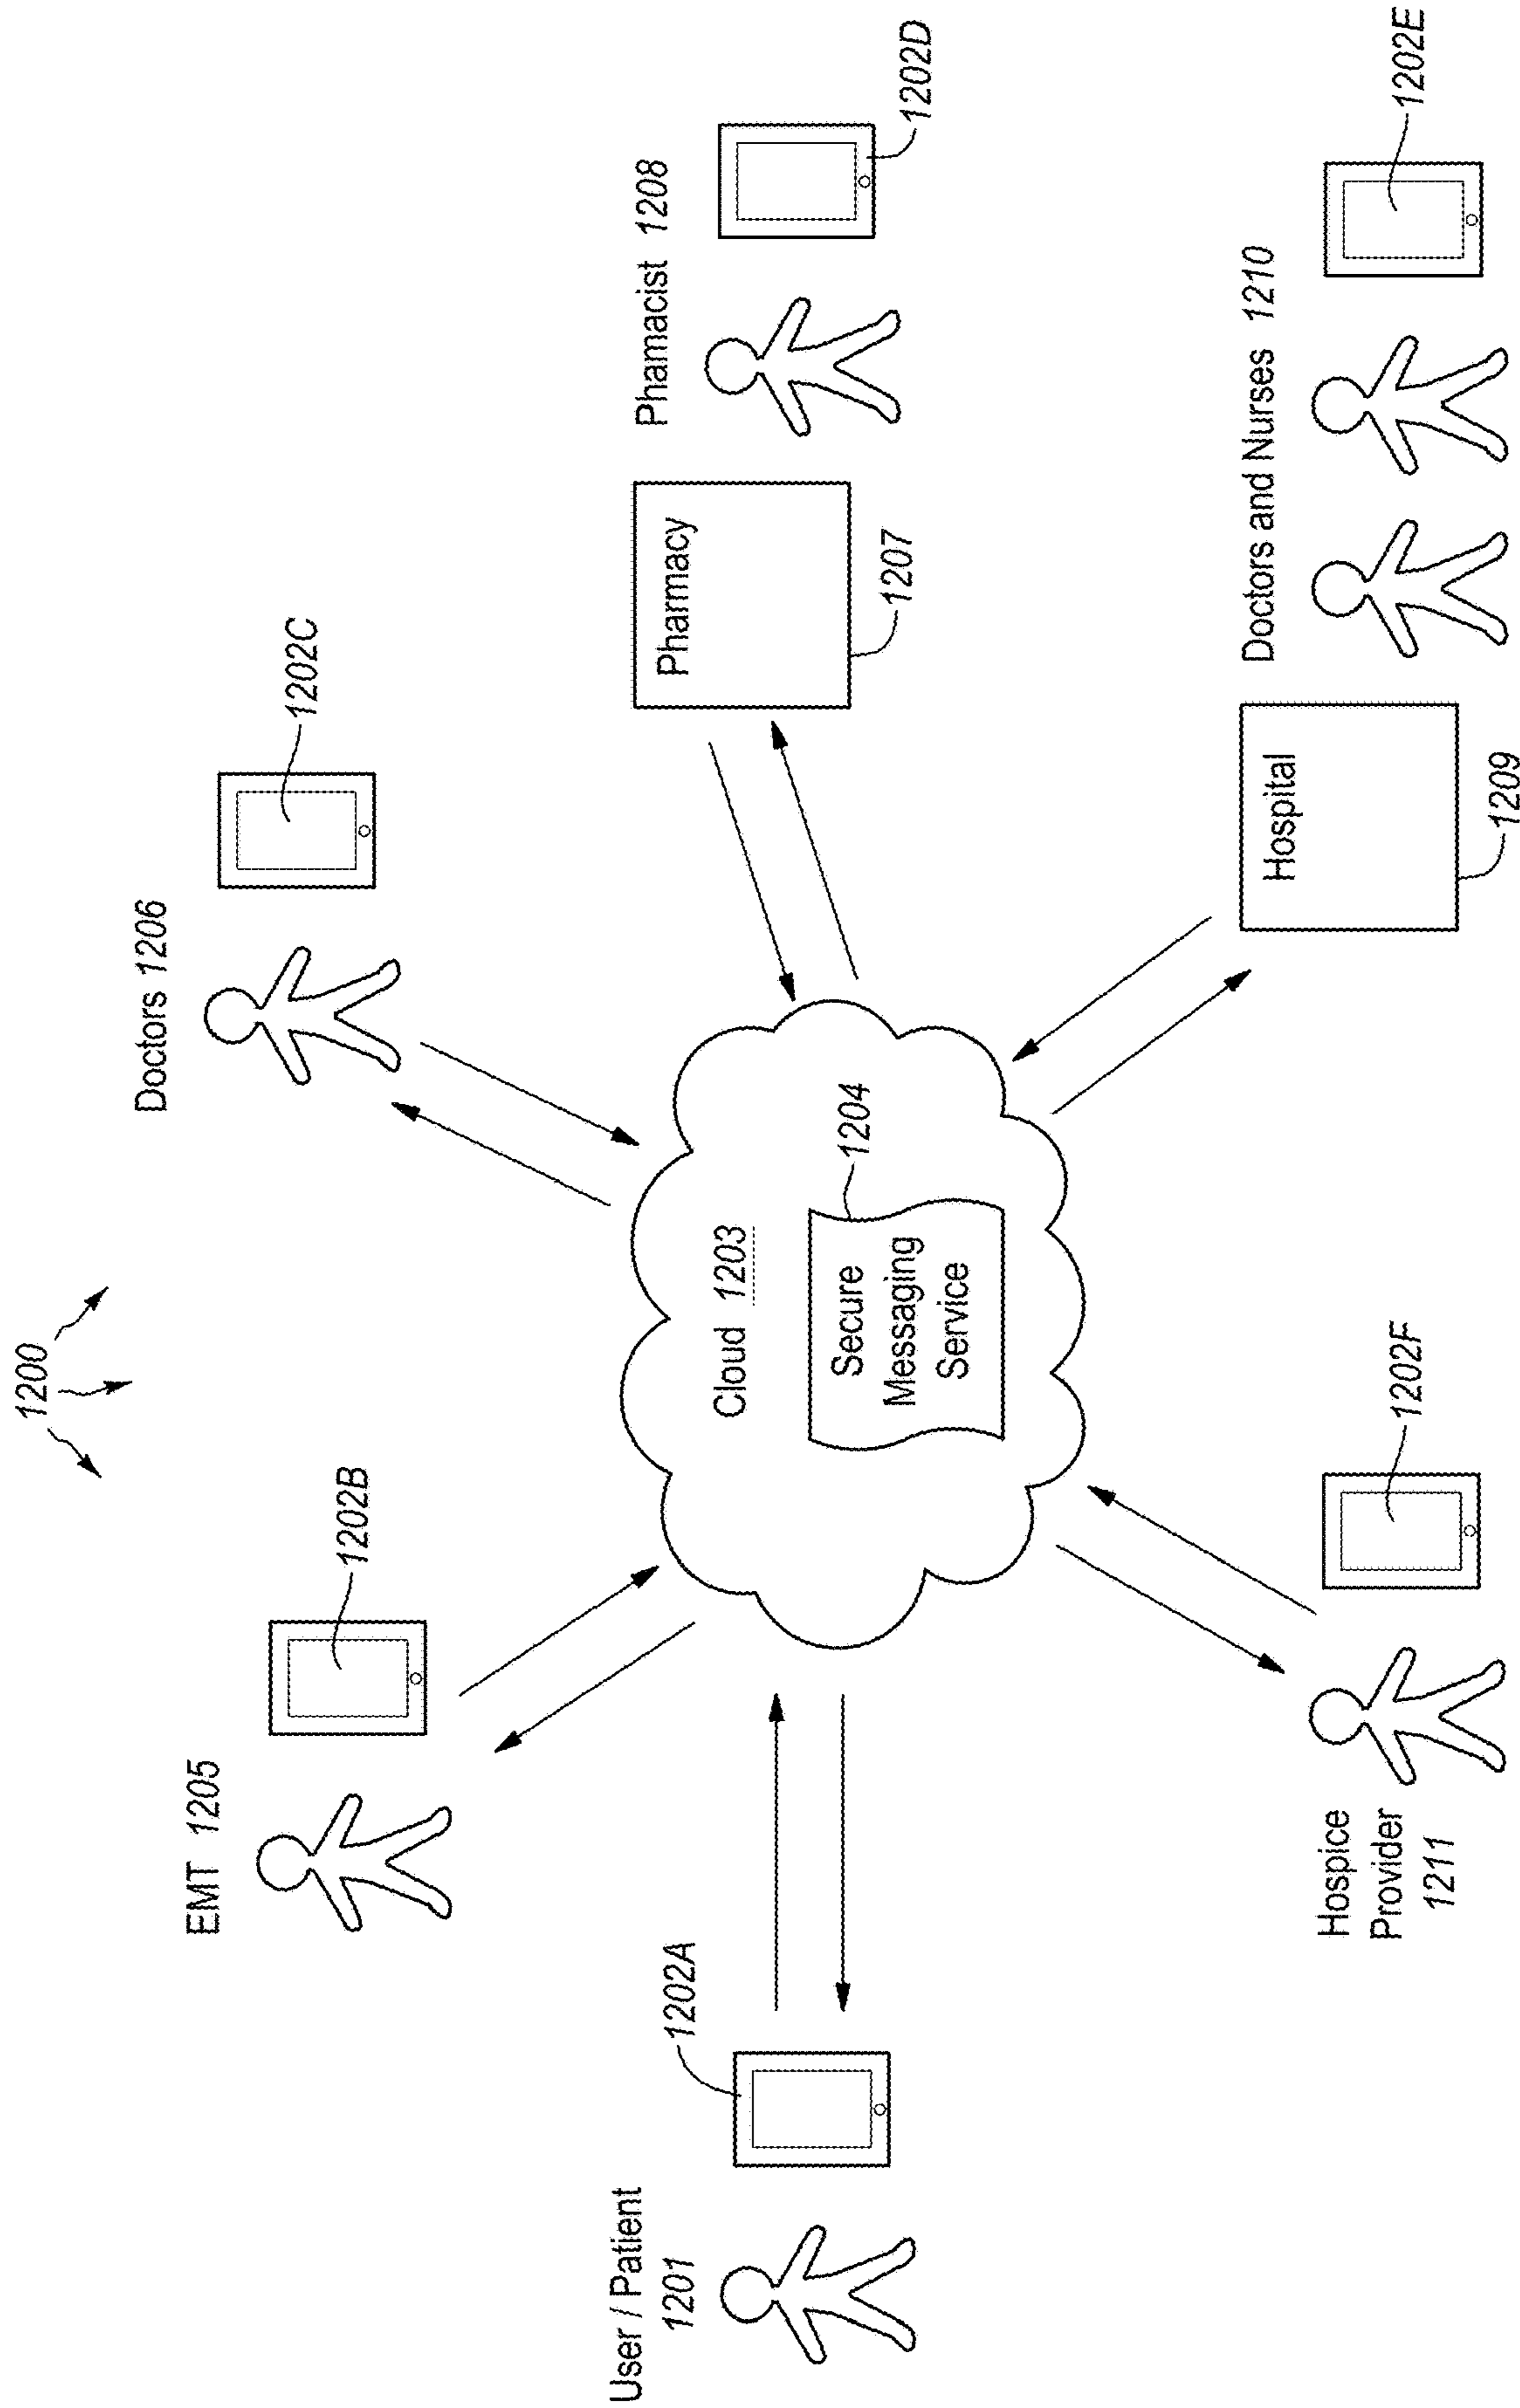 1200
EMT 1205
1202B
Doctors 1206
1202C
User / Patient
1201
1202A
Cloud 1203
Secure
Messaging
Service
1204
Pharmacy
1207
Phamacist 1208
1202D
Hospice
Provider
1211
1202F
Hospital
1209
Doctors and Nurses 1210
1202E